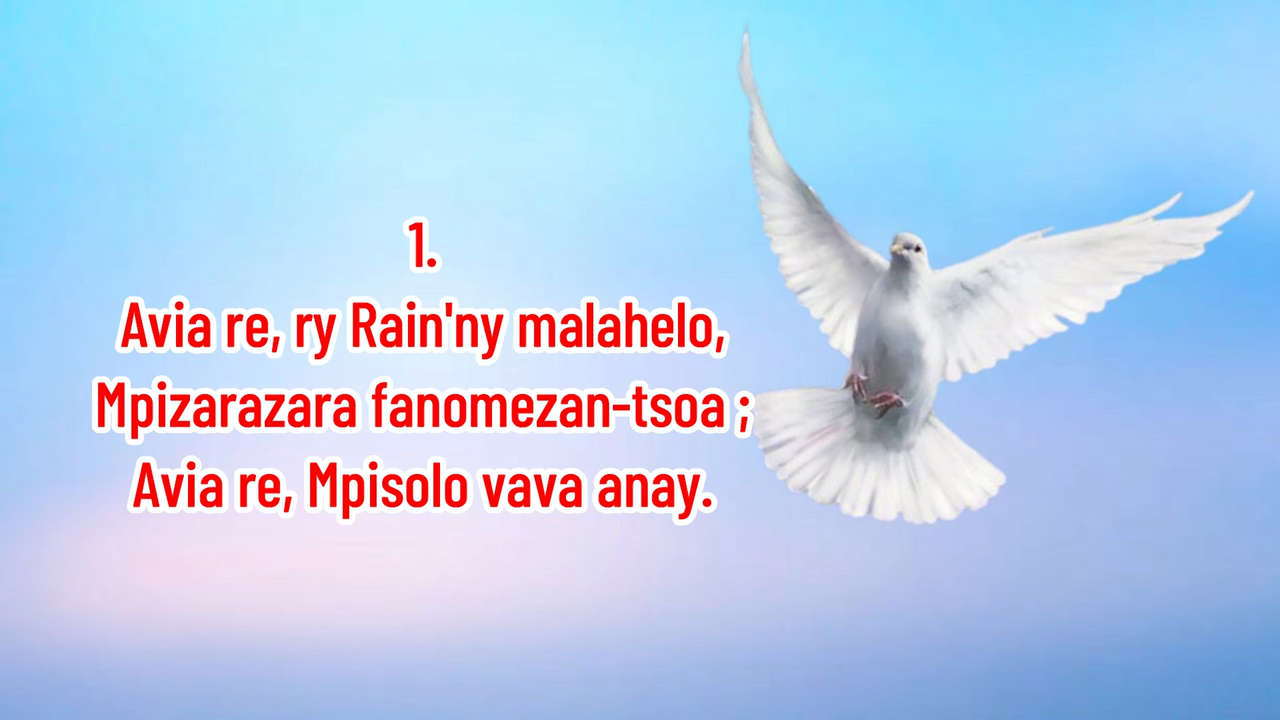 1.
Avia re, ry Rain'ny malahelo,
Mpizarazara fanomezan-tsoa ;
Avia re, Mpisolo vava anay.